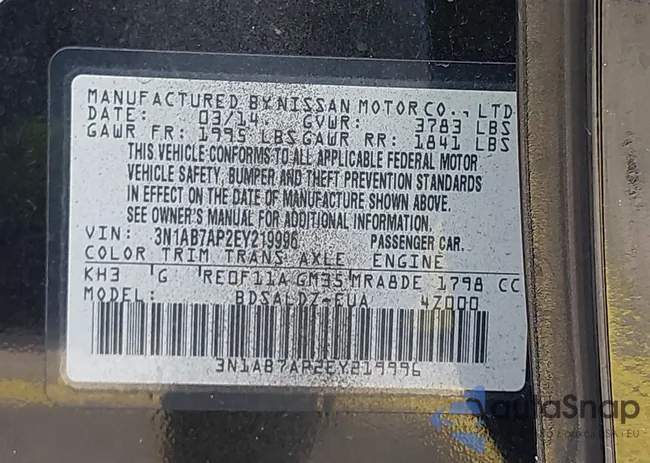 MANUFACTURED BY NISSAN MOTOR CO., LTD
DATE: 03/14 GVWR: 3783 LBS
GAWR FR: 1995 LBS GAWR RR: 1841 LBS
THIS VEHICLE CONFORMS TO ALL APPLICABLE FEDERAL MOTOR
VEHICLE SAFETY, BUMPER AND THEFT PREVENTION STANDARDS
IN EFFECT ON THE DATE OF MANUFACTURE SHOWN ABOVE.
SEE OWNER'S MANUAL FOR ADDITIONAL INFORMATION.
VIN: 3N1AB7AP2EY219996 PASSENGER CAR.
COLOR TRIM TRANS AXLE ENGINE
KH3 G RE0F11A GM35 MRA8DE 1798 CC
MODEL: BDSALDZ-EUA 4Z000
3N1AB7AP2EY219996
autaSnap